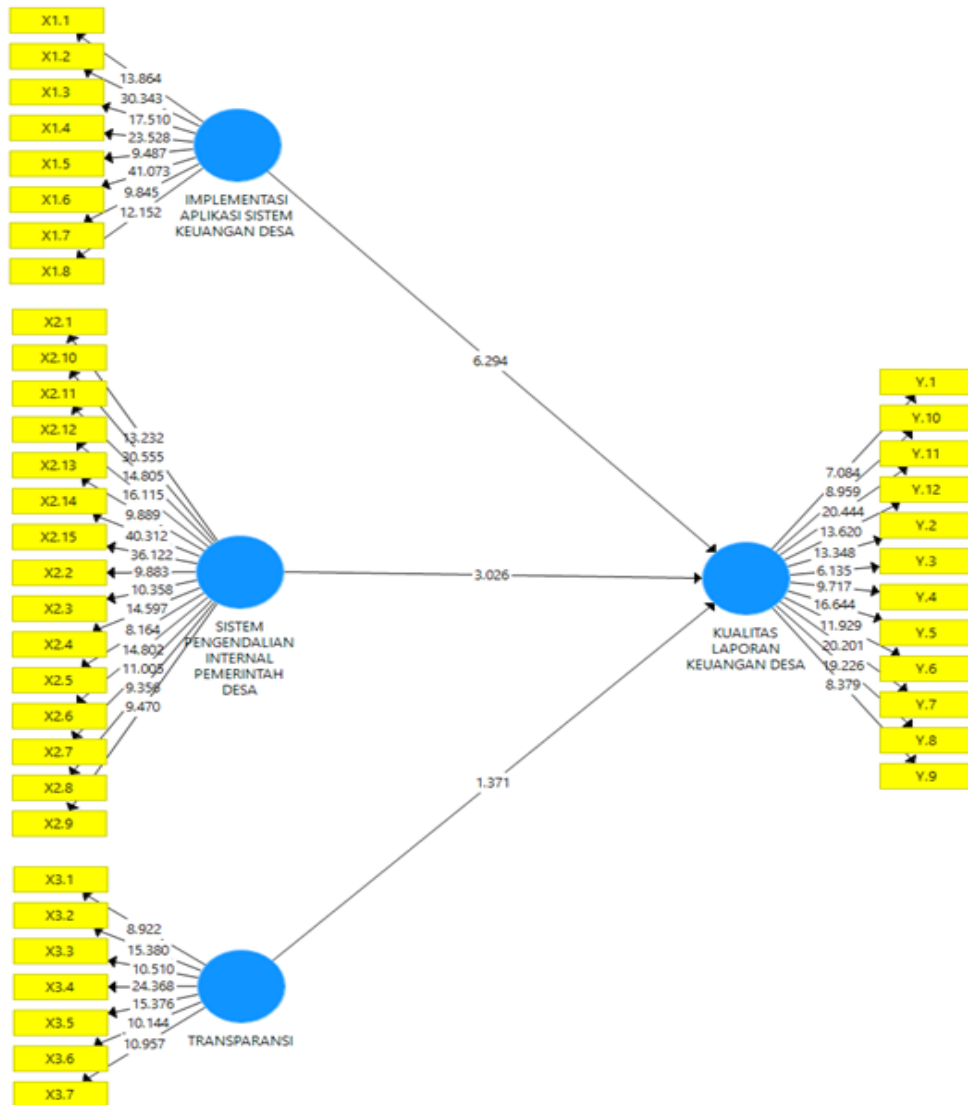 X1.1
X1.2
X1.3
X1.4
X1.5
X1.6
X1.7
X1.8
13.864
30.343
17.510
23.528
9.487
41.073
9.845
12.152
IMPLEMENTASI
APLIKASI SISTEM
KEUANGAN DESA
6.294
X2.1
X2.10
X2.11
X2.12
X2.13
X2.14
X2.15
X2.2
X2.3
X2.4
X2.5
X2.6
X2.7
X2.8
X2.9
13.232
30.555
14.805
16.115
9.889
40.312
36.122
9.883
10.358
14.597
8.164
14.802
11.005
9.356
9.470
SISTEM
PENGENDALIAN
INTERNAL
PEMERINTAH
DESA
3.026
X3.1
X3.2
X3.3
X3.4
X3.5
X3.6
X3.7
8.922
15.380
10.510
24.368
15.376
10.144
10.957
TRANSPARANSI
1.371
KUALITAS
LAPORAN
KEUANGAN DESA
7.084
8.959
20.444
13.620
13.348
6.135
9.717
16.644
11.929
20.201
19.226
8.379
Y.1
Y.10
Y.11
Y.12
Y.2
Y.3
Y.4
Y.5
Y.6
Y.7
Y.8
Y.9